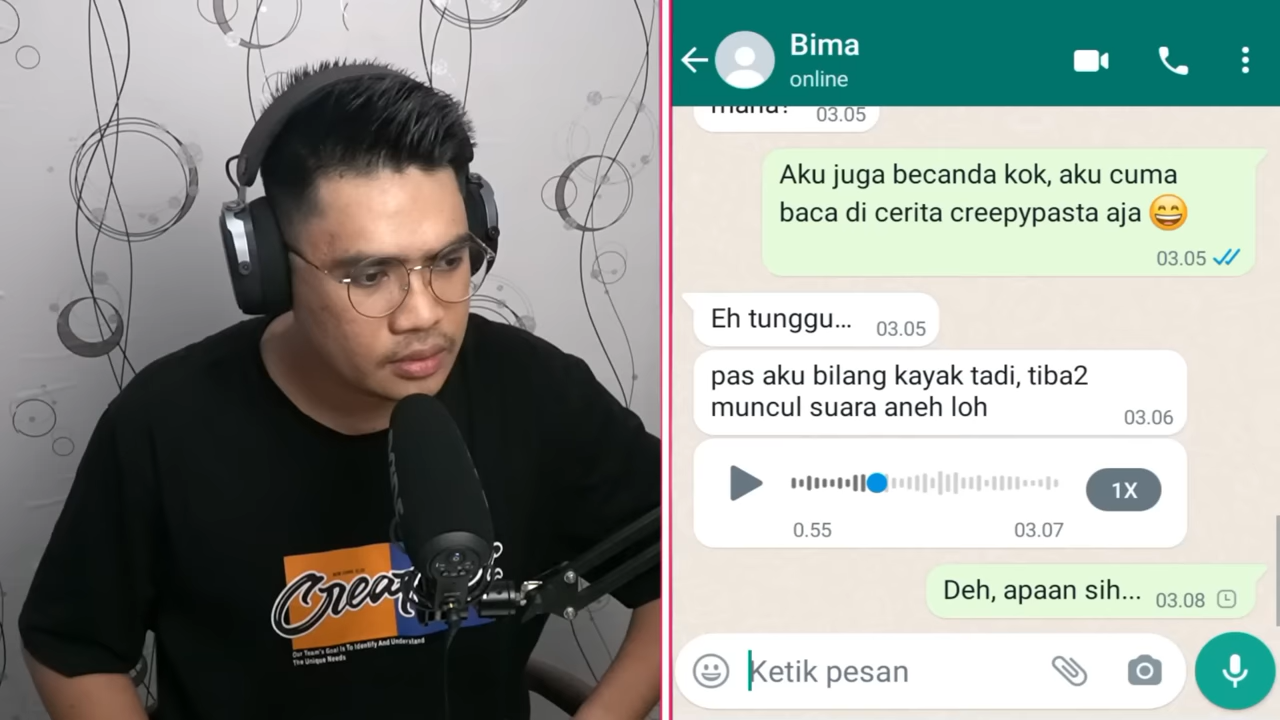 Bima
online
03.05
Aku juga becanda kok, aku cuma
baca di cerita creepypasta aja 😄
03.05
Eh tunggu...
03.05
pas aku bilang kayak tadi, tiba2
muncul suara aneh loh
03.06
1X
0.55
03.07
Deh, apaan sih...
03.08
Ketik pesan
Our Team's Goal Is To Identify And Understand
The Unique Needs